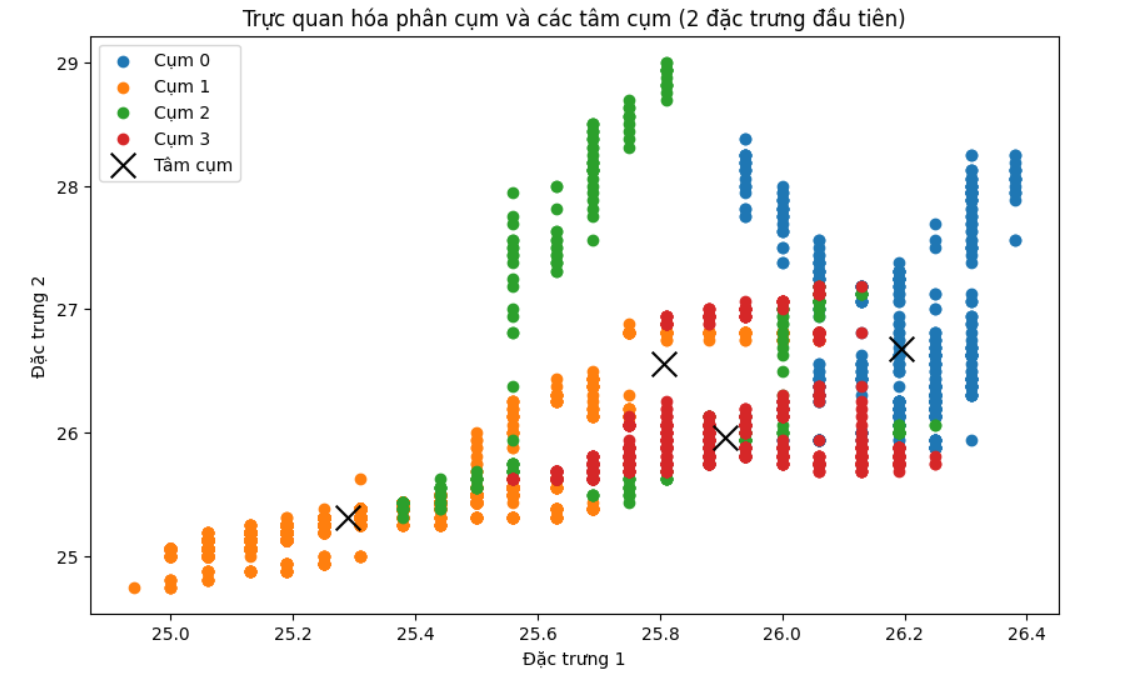 Trực quan hóa phân cụm và các tâm cụm (2 đặc trưng đầu tiên)
Cụm 0
Cụm 1
Cụm 2
Cụm 3
Tâm cụm
Đặc trưng 2
29
28
27
26
25
25.0 25.2 25.4 25.6 25.8 26.0 26.2 26.4
Đặc trưng 1